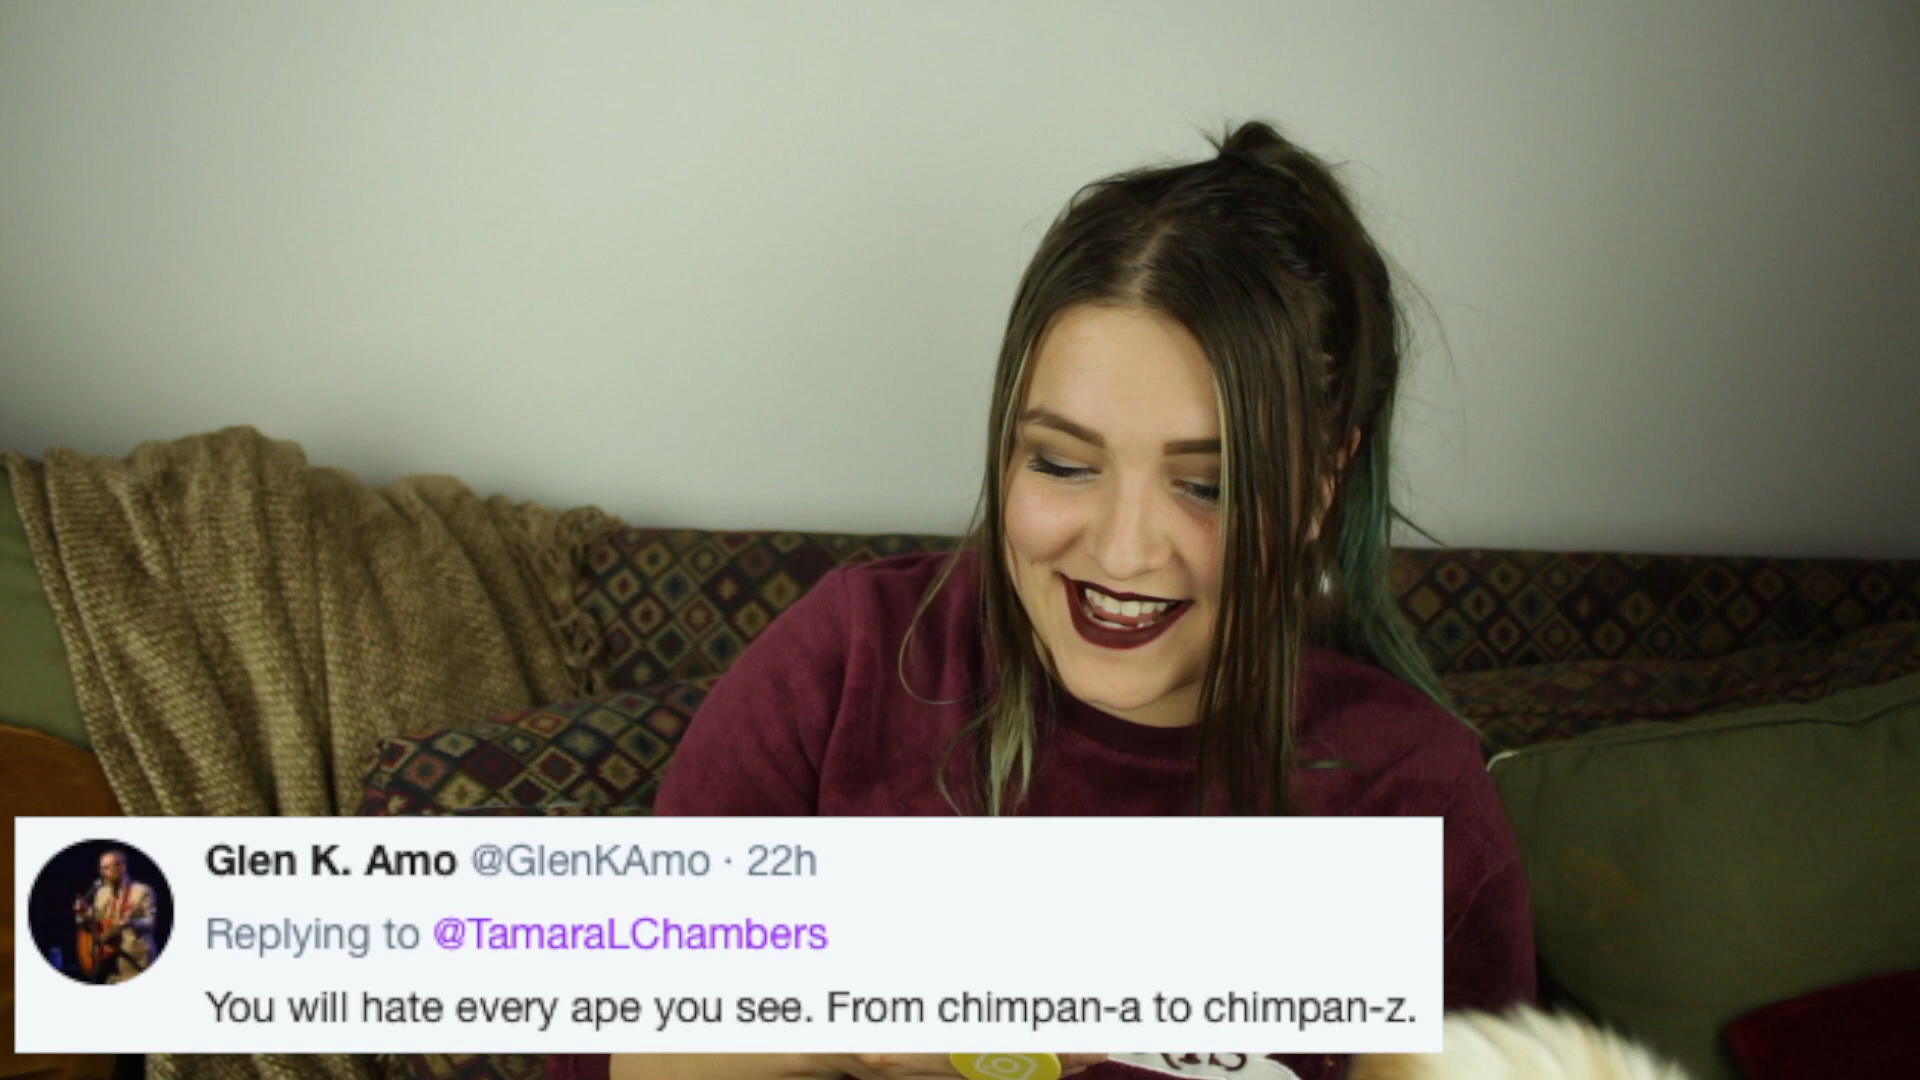 Glen K. Amo @GlenKAmo · 22h
Replying to @TamaraLChambers
You will hate every ape you see. From chimpan-a to chimpan-z.